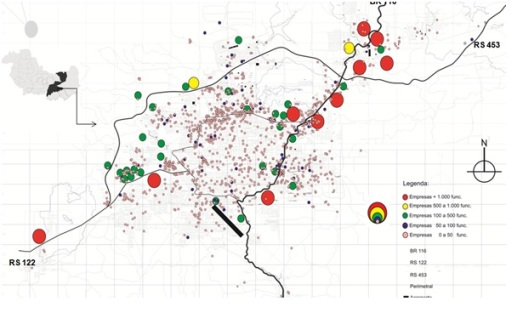 BR 116
RS 453
N
Legenda:
Empresas + 1.000 func.
Empresas 500 a 1.000 func.
Empresas 100 a 500 func.
Empresas 50 a 100 func.
Empresas 0 a 50 func.
BR 116
RS 122
RS 453
Perimetral
RS 122